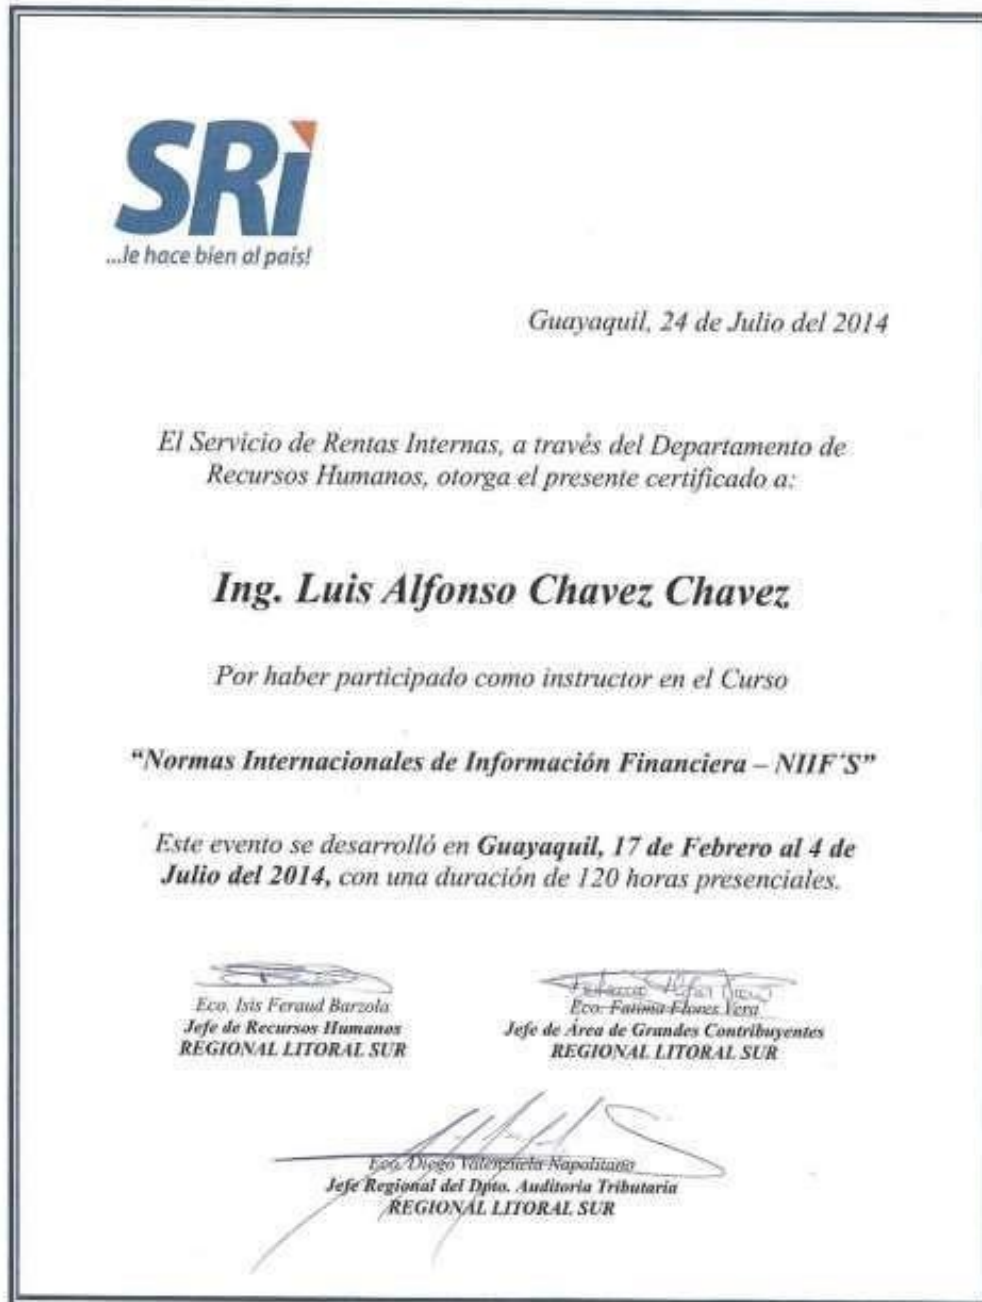 SRi
...le hace bien al país!
Guayaquil, 24 de Julio del 2014
El Servicio de Rentas Internas, a través del Departamento de
Recursos Humanos, otorga el presente certificado a:
Ing. Luis Alfonso Chavez Chavez
Por haber participado como instructor en el Curso
“Normas Internacionales de Información Financiera – NIIF´S”
Este evento se desarrolló en Guayaquil, 17 de Febrero al 4 de
Julio del 2014, con una duración de 120 horas presenciales.
Eco. Isis Feraud Barzola
Jefe de Recursos Humanos
REGIONAL LITORAL SUR
Eco. Fatima Flores Vera
Jefe de Área de Grandes Contribuyentes
REGIONAL LITORAL SUR
Eco. Diego Valenzuela Napolitano
Jefe Regional del Dpto. Auditoria Tributaria
REGIONAL LITORAL SUR